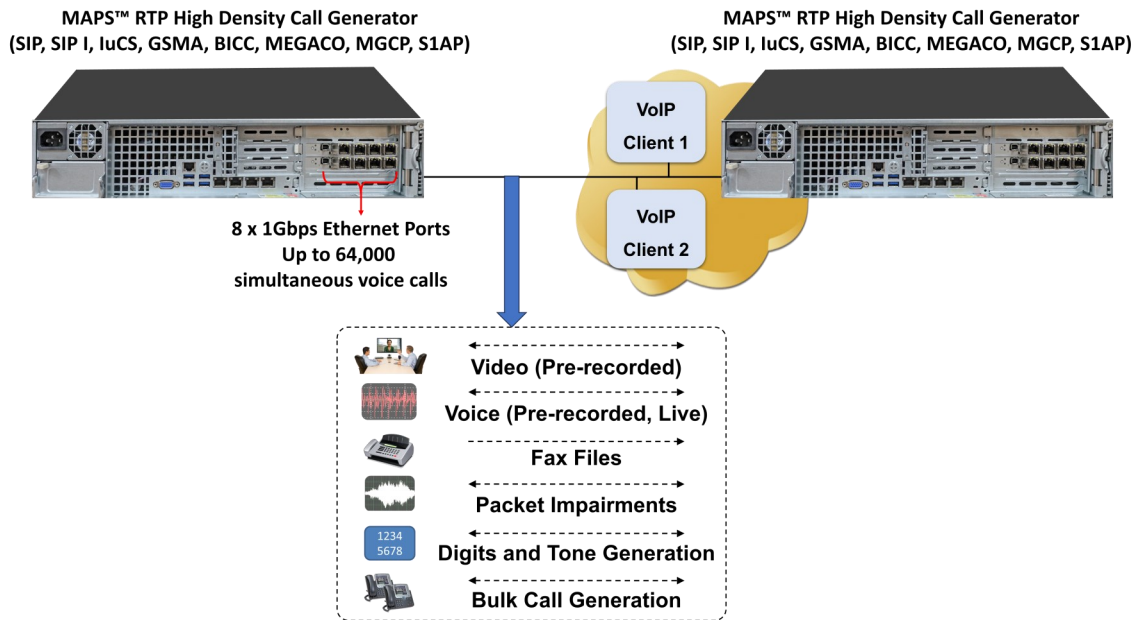 MAPS™ RTP High Density Call Generator
(SIP, SIP I, IuCS, GSMA, BICC, MEGACO, MGCP, S1AP)
MAPS™ RTP High Density Call Generator
(SIP, SIP I, IuCS, GSMA, BICC, MEGACO, MGCP, S1AP)
VoIP
Client 1
VoIP
Client 2
8 x 1Gbps Ethernet Ports
Up to 64,000
simultaneous voice calls
Video (Pre-recorded)
Voice (Pre-recorded, Live)
Fax Files
Packet Impairments
1234
5678
Digits and Tone Generation
Bulk Call Generation